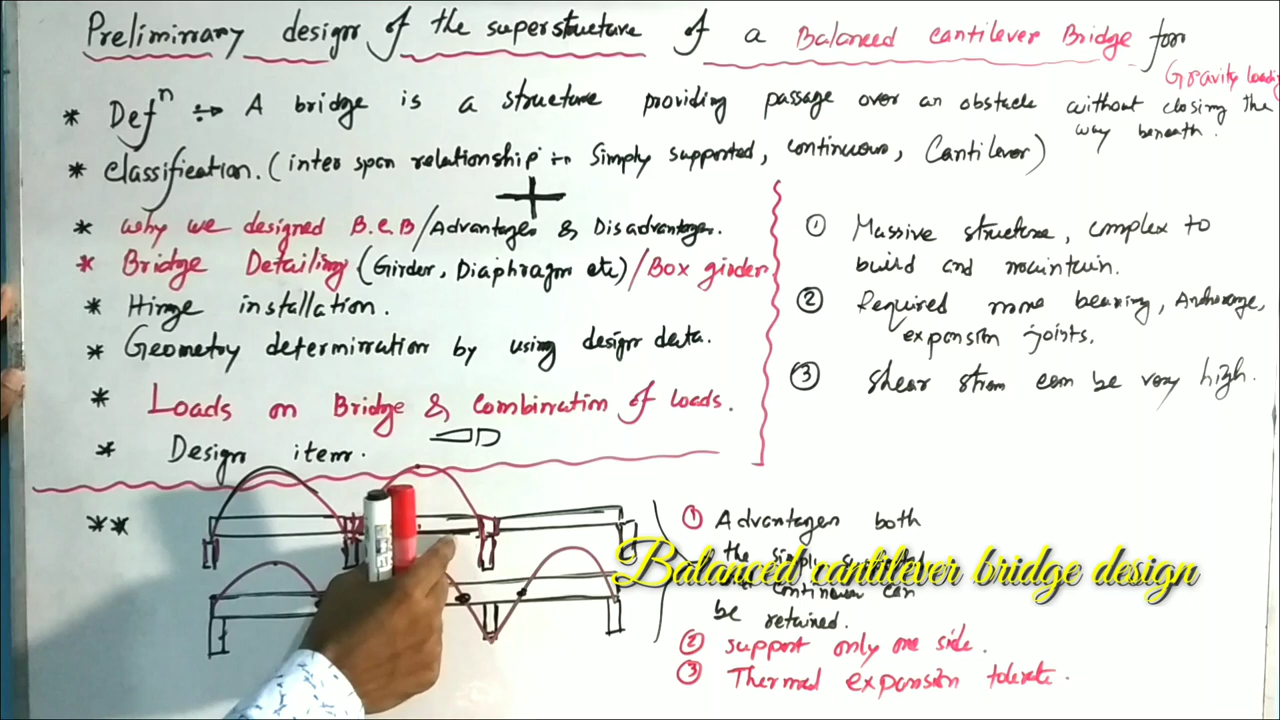 Preliminary design of the superstructure of a Balanced cantilever Bridge for
Gravity loading
* Defⁿ ÷→ A bridge is a structure providing passage over an obstacle without closing the
way beneath.
* Classification. (inter span relationship :- Simply supported, continuous, Cantilever)
* Why we designed B.C.B/Advantages & Disadvantages.
* Bridge Detailing (Girder, Diaphragm etc)/Box girder
* Hinge installation.
* Geometry determination by using design data.
* Loads on Bridge & Combination of loads.
* Design item.
① Massive structure, complex to
build and maintain.
② Required more bearing, Anchorage,
expansion joints.
③ Shear stress can be very high.
**
① Advantages both
the simply supported
continuous can
be retained.
② support only one side.
③ Thermal expansion tolerate.
Balanced cantilever bridge design